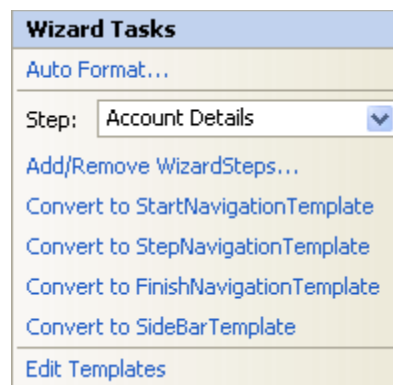 Wizard Tasks
Auto Format...
Step: Account Details
Add/Remove WizardSteps...
Convert to StartNavigationTemplate
Convert to StepNavigationTemplate
Convert to FinishNavigationTemplate
Convert to SideBarTemplate
Edit Templates